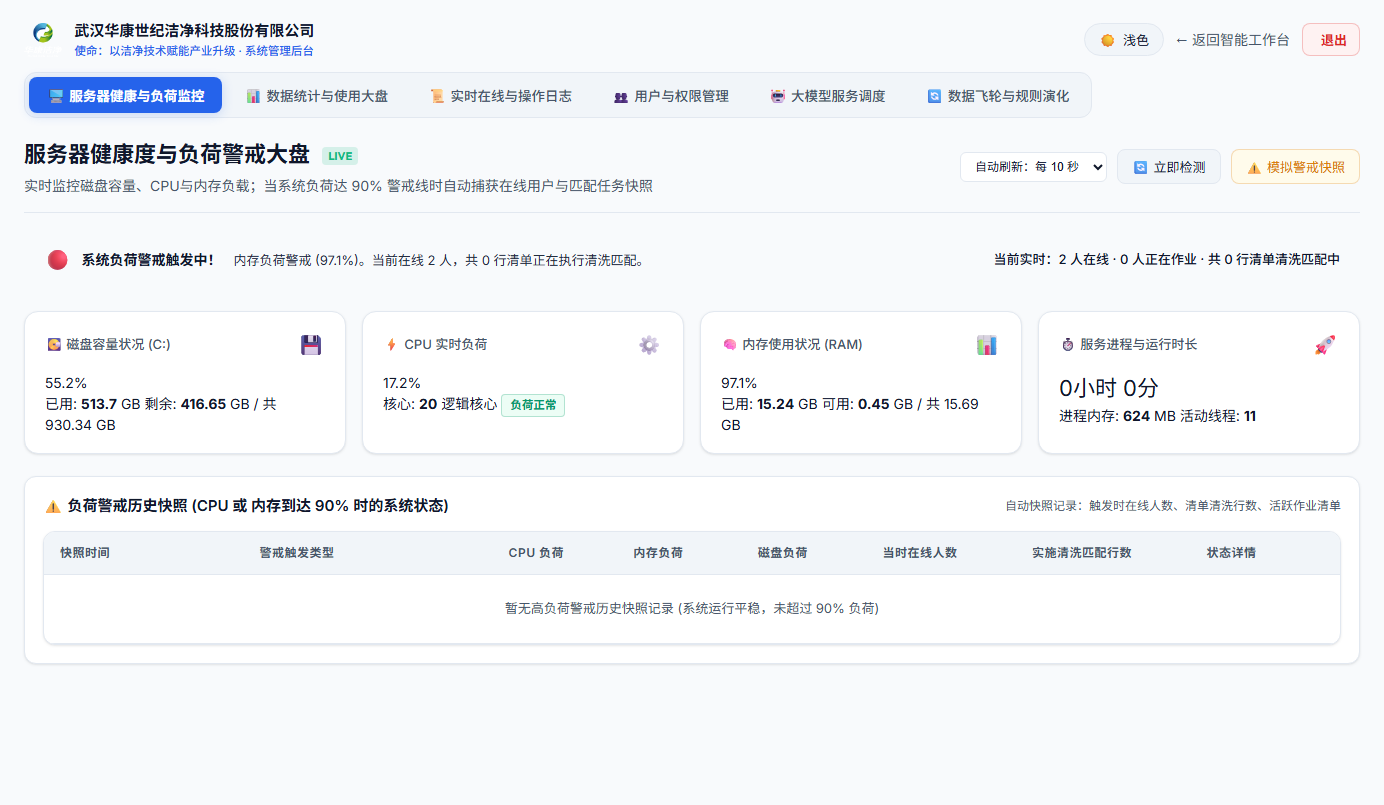 武汉华康世纪洁净科技股份有限公司
使命：以洁净技术赋能产业升级 · 系统管理后台
浅色
← 返回智能工作台
退出
服务器健康与负荷监控
数据统计与使用大盘
实时在线与操作日志
用户与权限管理
大模型服务调度
数据飞轮与规则演化
服务器健康度与负荷警戒大盘 LIVE
实时监控磁盘容量、CPU与内存负载；当系统负荷达 90% 警戒线时自动捕获在线用户与匹配任务快照
自动刷新：每 10 秒
立即检测
模拟警戒快照
系统负荷警戒触发中！ 内存负荷警戒 (97.1%)。当前在线 2 人，共 0 行清单正在执行清洗匹配。
当前实时：2 人在线 · 0 人正在作业 · 共 0 行清单清洗匹配中
磁盘容量状况 (C:)
55.2%
已用: 513.7 GB 剩余: 416.65 GB / 共
930.34 GB
CPU 实时负荷
17.2%
核心: 20 逻辑核心 负荷正常
内存使用状况 (RAM)
97.1%
已用: 15.24 GB 可用: 0.45 GB / 共 15.69
GB
服务进程与运行时长
0小时 0分
进程内存: 624 MB 活动线程: 11
负荷警戒历史快照 (CPU 或 内存到达 90% 时的系统状态)
自动快照记录：触发时在线人数、清单清洗行数、活跃作业清单
快照时间 警戒触发类型 CPU 负荷 内存负荷 磁盘负荷 当时在线人数 实施清洗匹配行数 状态详情
暂无高负荷警戒历史快照记录 (系统运行平稳，未超过 90% 负荷)